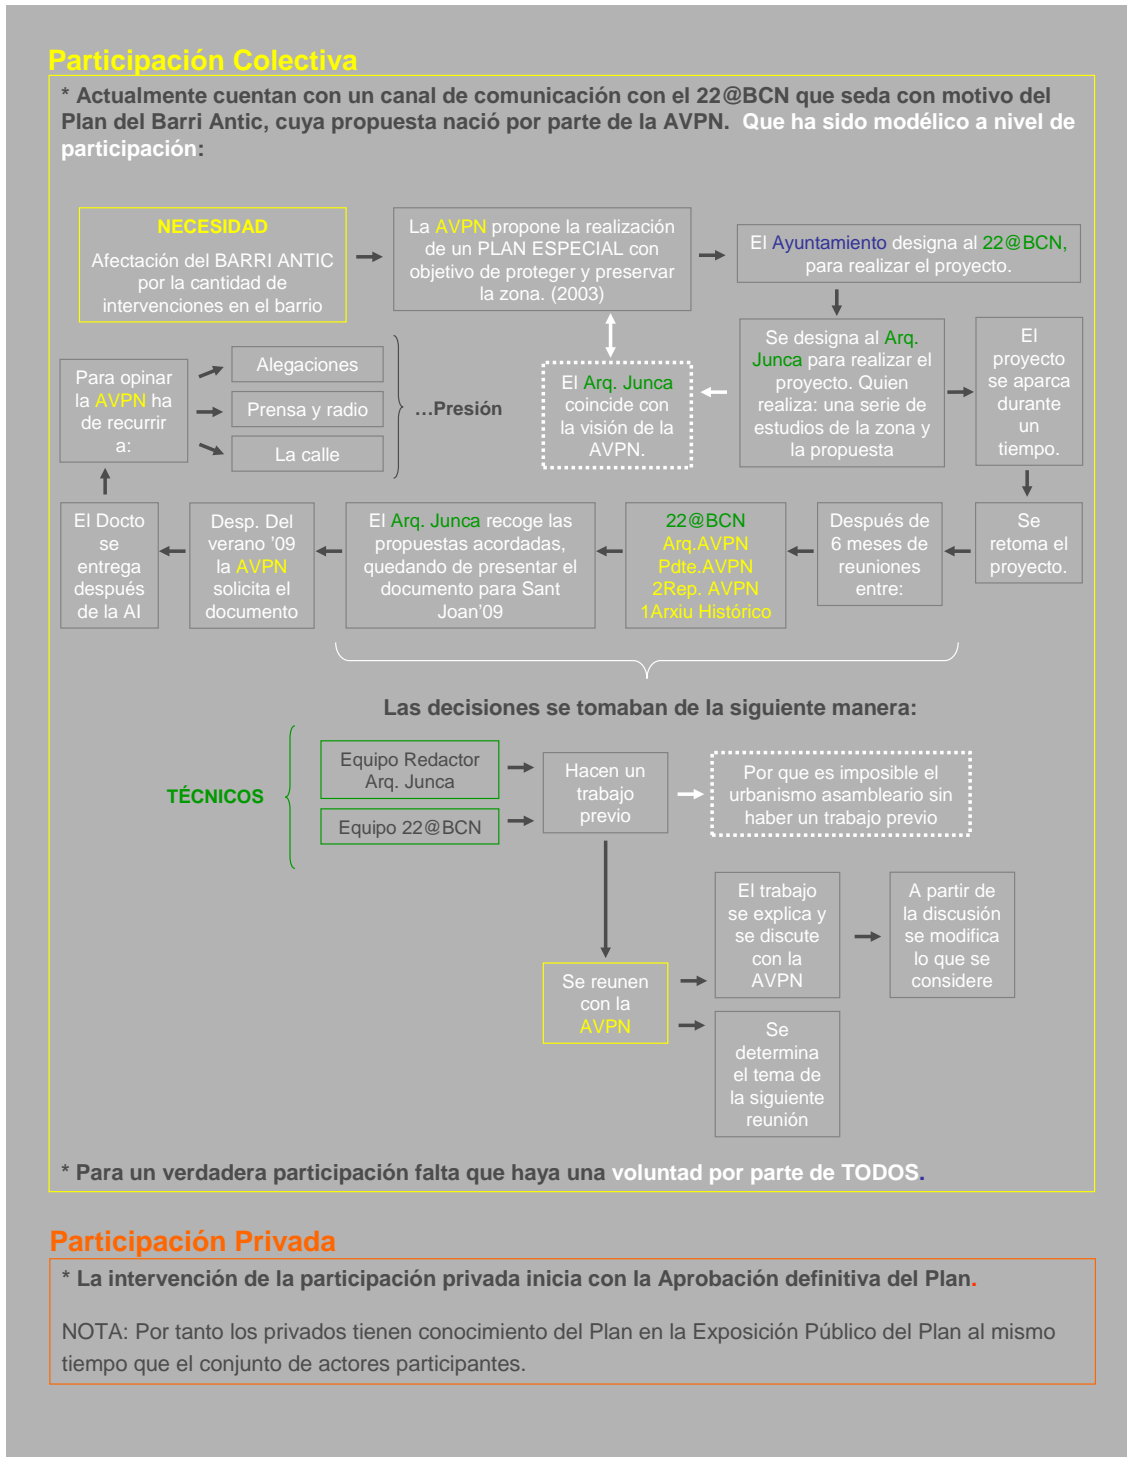 Participación Colectiva
* Actualmente cuentan con un canal de comunicación con el 22@BCN que seda con motivo del
Plan del Barri Antic, cuya propuesta nació por parte de la AVPN. Que ha sido modélico a nivel de
participación:
NECESIDAD
Afectación del BARRI ANTIC
por la cantidad de
intervenciones en el barrio
La AVPN propone la realización
de un PLAN ESPECIAL con
objetivo de proteger y preservar
la zona. (2003)
El Ayuntamiento designa al 22@BCN,
para realizar el proyecto.
Se designa al Arq.
Junca para realizar el
proyecto. Quien
realiza: una serie de
estudios de la zona y
la propuesta
El
proyecto
se aparca
durante
un
tiempo.
El Arq. Junca
coincide con
la visión de la
AVPN.
Para opinar
la AVPN ha
de recurrir
a:
Alegaciones
Prensa y radio
La calle
...Presión
El Docto
se
entrega
después
de la AI
Desp. Del
verano '09
la AVPN
solicita el
documento
El Arq. Junca recoge las
propuestas acordadas,
quedando de presentar el
documento para Sant
Joan'09
22@BCN
Arq.AVPN
Pdte.AVPN
2Rep. AVPN
1Arxiu Histórico
Después de
6 meses de
reuniones
entre:
Se
retoma el
proyecto.
Las decisiones se tomaban de la siguiente manera:
TÉCNICOS
Equipo Redactor
Arq. Junca
Equipo 22@BCN
Hacen un
trabajo
previo
Por que es imposible el
urbanismo asambleario sin
haber un trabajo previo
El trabajo
se explica y
se discute
con la
AVPN
A partir de
la discusión
se modifica
lo que se
considere
Se reunen
con la
AVPN
Se
determina
el tema de
la siguiente
reunión
* Para un verdadera participación falta que haya una voluntad por parte de TODOS.
Participación Privada
* La intervención de la participación privada inicia con la Aprobación definitiva del Plan.
NOTA: Por tanto los privados tienen conocimiento del Plan en la Exposición Público del Plan al mismo
tiempo que el conjunto de actores participantes.